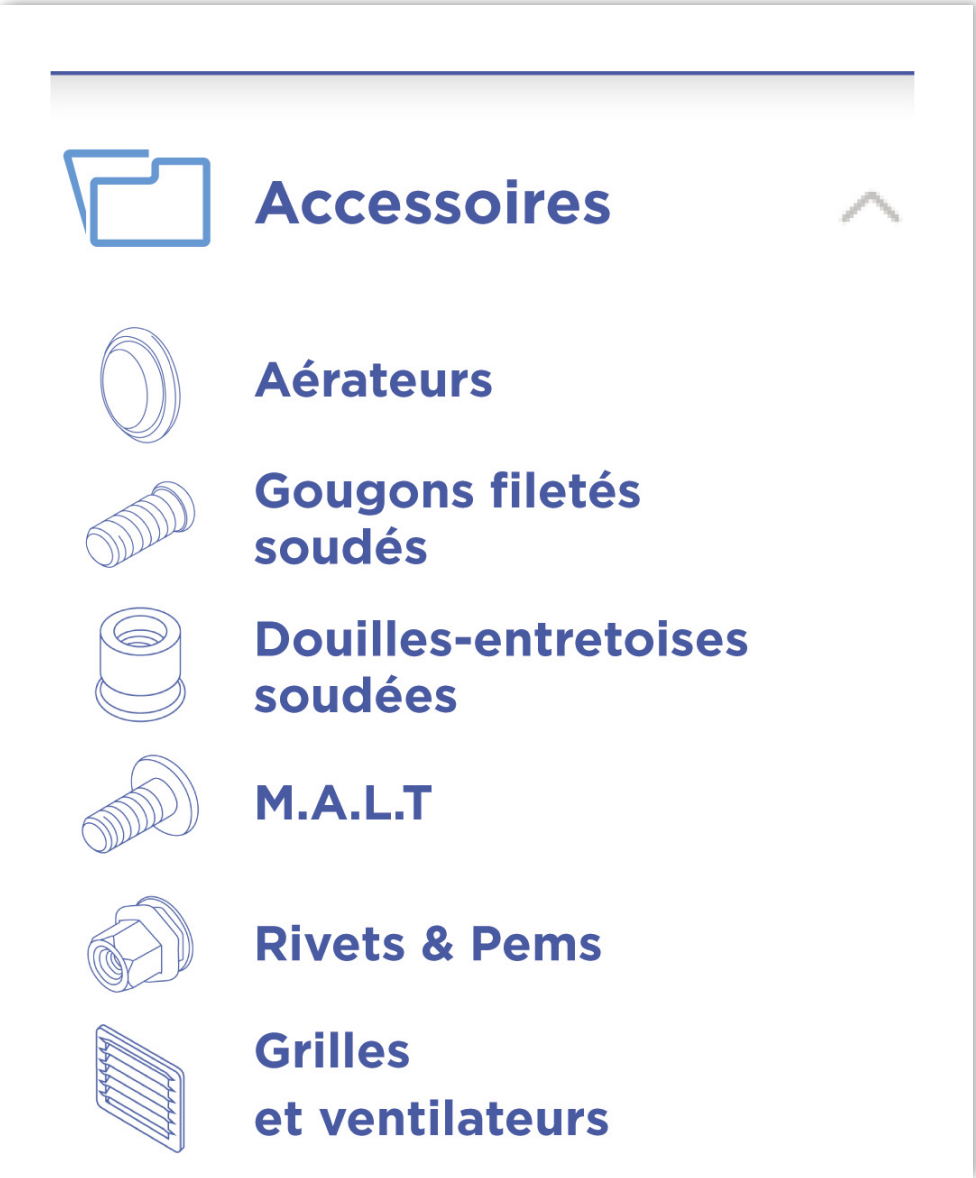 Accessoires
Aérateurs
Gougons filetés
soudés
Douilles-entretoises
soudées
M.A.L.T
Rivets & Pems
Grilles
et ventilateurs